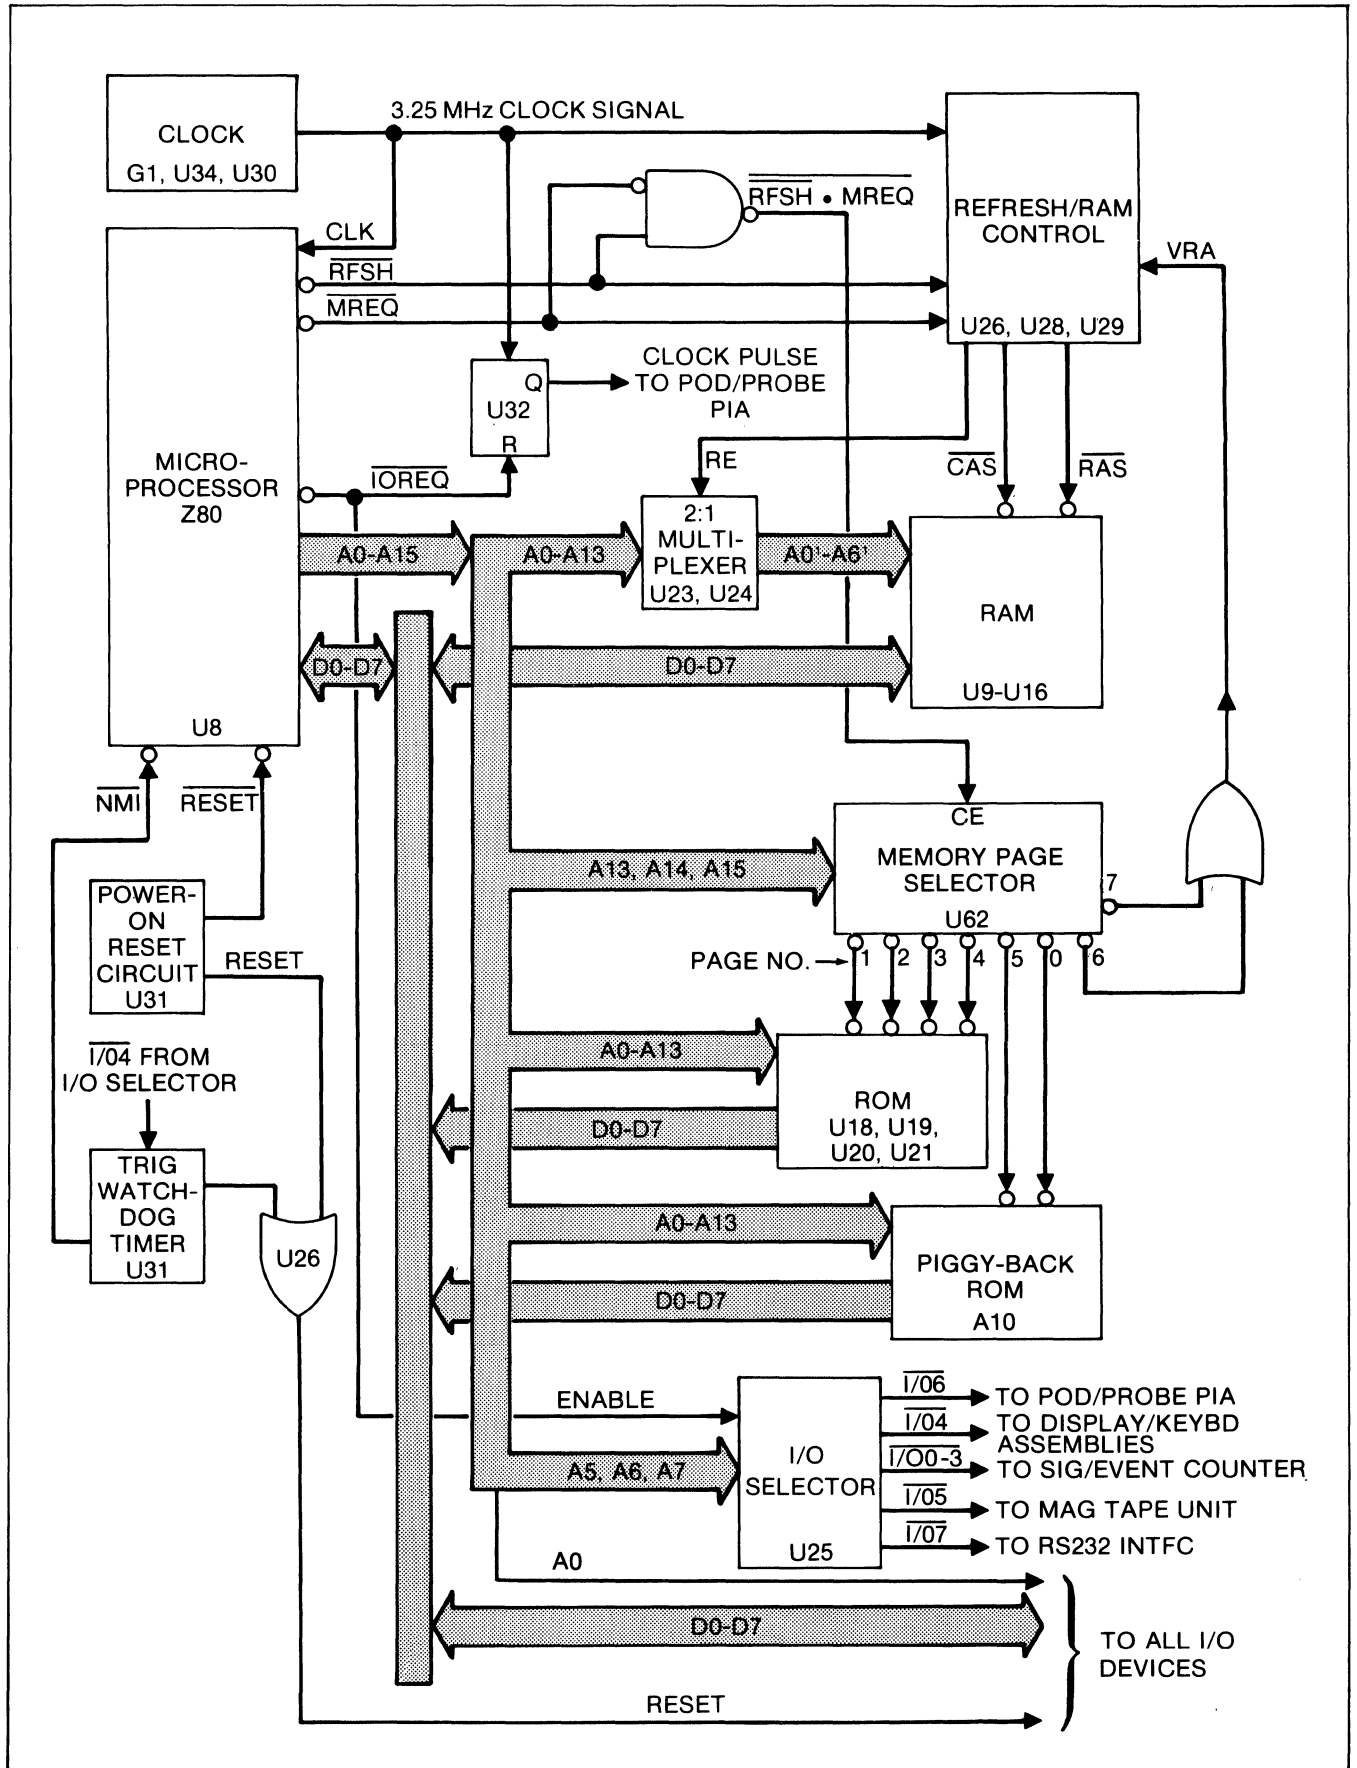 3.25 MHz CLOCK SIGNAL
CLOCK
G1, U34, U30
CLK
RFSH
MREQ
RFSH • MREQ
REFRESH/RAM
CONTROL
U26, U28, U29
VRA
Q
U32
R
CLOCK PULSE
TO POD/PROBE
PIA
MICRO-
PROCESSOR
Z80
U8
IOREQ
RE
CAS
RAS
A0-A15
A0-A13
2:1
MULTI-
PLEXER
U23, U24
A0'-A6'
RAM
U9-U16
D0-D7
D0-D7
NMI
RESET
CE
MEMORY PAGE
SELECTOR
U62
7
A13, A14, A15
PAGE NO.
1
2
3
4
5
0
6
POWER-
ON
RESET
CIRCUIT
U31
RESET
I/04 FROM
I/O SELECTOR
A0-A13
D0-D7
ROM
U18, U19,
U20, U21
TRIG
WATCH-
DOG
TIMER
U31
U26
A0-A13
D0-D7
PIGGY-BACK
ROM
A10
ENABLE
A5, A6, A7
I/O
SELECTOR
U25
I/06
TO POD/PROBE PIA
I/04
TO DISPLAY/KEYBD
ASSEMBLIES
I/O0-3
TO SIG/EVENT COUNTER
I/05
TO MAG TAPE UNIT
I/07
TO RS232 INTFC
A0
D0-D7
TO ALL I/O
DEVICES
RESET